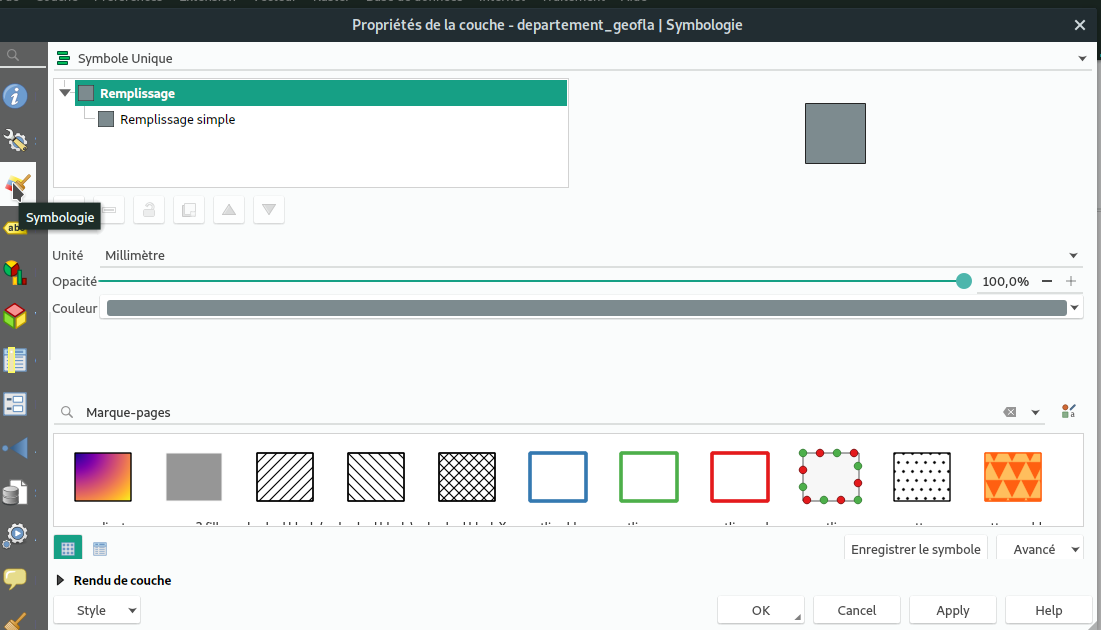 Propriétés de la couche - departement_geofla | Symbologie
Symbole Unique
Remplissage
Remplissage simple
Symbologie
abc
Unité Millimètre
Opacité 100,0%
Couleur
Marque-pages
Enregistrer le symbole Avancé
Rendu de couche
Style OK Cancel Apply Help